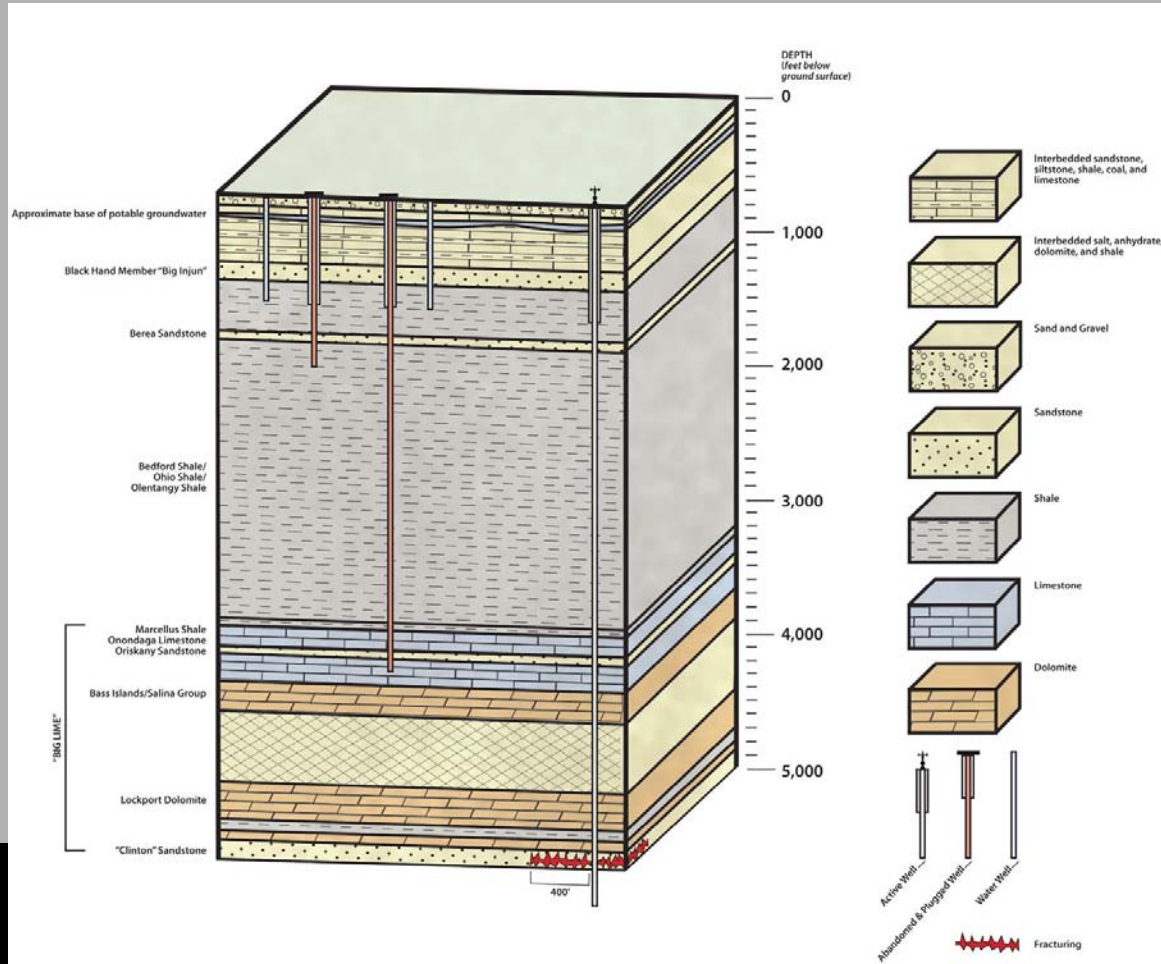 DEPTH
(feet below
ground surface)
0
1,000
2,000
3,000
4,000
5,000
Approximate base of potable groundwater
Black Hand Member "Big Injun"
Berea Sandstone
Bedford Shale/
Ohio Shale/
Olentangy Shale
Marcellus Shale
Onondaga Limestone
Oriskany Sandstone
Bass Islands/Salina Group
"BIG LIME"
Lockport Dolomite
"Clinton" Sandstone
400'
Interbedded sandstone,
siltstone, shale, coal, and
limestone
Interbedded salt, anhydrate,
dolomite, and shale
Sand and Gravel
Sandstone
Shale
Limestone
Dolomite
Active Well
Abandoned & Plugged Well
Water Well
Fracturing